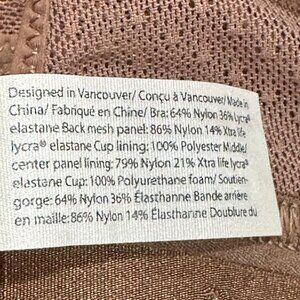 Designed in Vancouver/ Conçu à Vancouver/ Made in
China/ Fabriqué en Chine/ Bra: 64% Nylon 36% Lycra®
elastane Back mesh panel: 86% Nylon 14% Xtra life
lycra® elastane Cup lining: 100% Polyester Middle/
center panel lining: 79% Nylon 21% Xtra life lycra®
elastane Cup: 100% Polyurethane foam/ Soutien-
gorge: 64% Nylon 36% Élasthanne Bande arrière
en maille: 86% Nylon 14% Élasthanne Doublure du